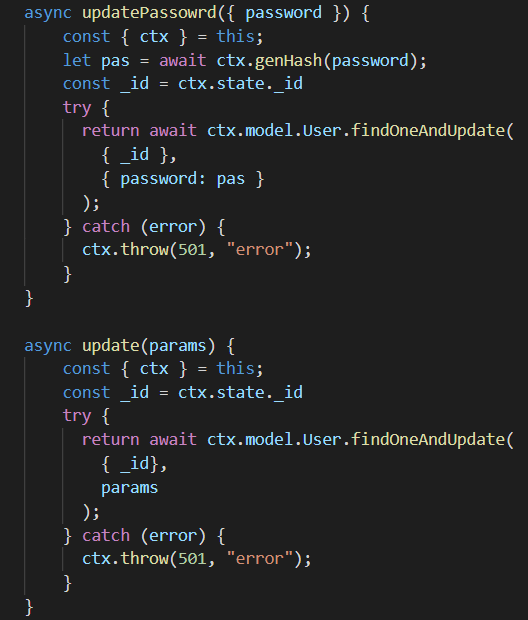 async updatePassowrd({ password }) {
const { ctx } = this;
let pas = await ctx.genHash(password);
const _id = ctx.state._id
try {
return await ctx.model.User.findOneAndUpdate(
{ _id },
{ password: pas }
);
} catch (error) {
ctx.throw(501, "error");
}
}
async update(params) {
const { ctx } = this;
const _id = ctx.state._id
try {
return await ctx.model.User.findOneAndUpdate(
{ _id},
params
);
} catch (error) {
ctx.throw(501, "error");
}
}